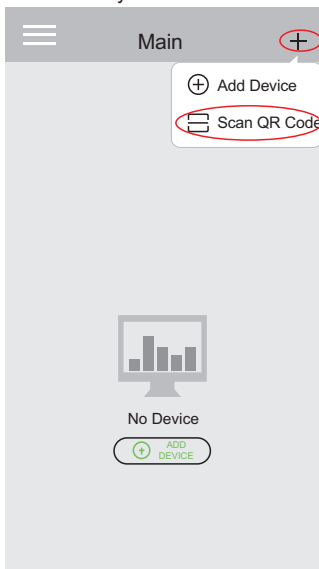 Main
Add Device
Scan QR Code
No Device
ADD
DEVICE